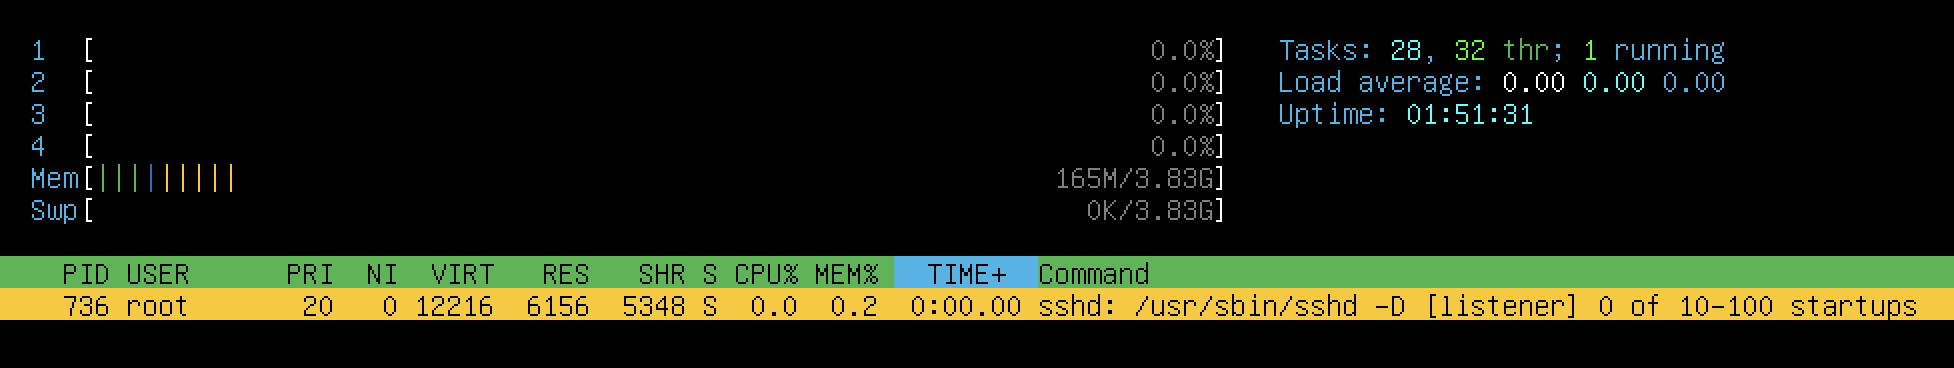 1 [ 0.0%] Tasks: 28, 32 thr; 1 running
2 [ 0.0%] Load average: 0.00 0.00 0.00
3 [ 0.0%] Uptime: 01:51:31
4 [ 0.0%]
Mem[||||||||| 165M/3.83G]
Swp[ 0K/3.83G]
PID USER PRI NI VIRT RES SHR S CPU% MEM% TIME+ Command
736 root 20 0 12216 6156 5348 S 0.0 0.2 0:00.00 sshd: /usr/sbin/sshd -D [listener] 0 of 10-100 startups